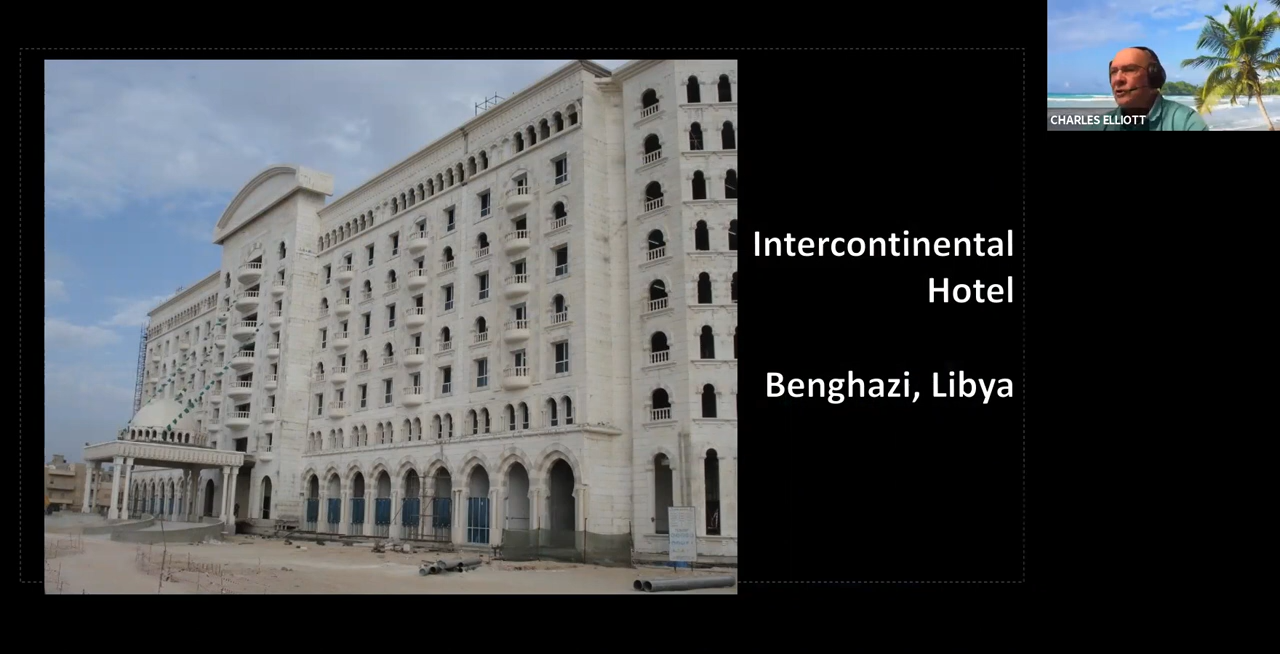 Intercontinental
Hotel
Benghazi, Libya
CHARLES ELLIOTT